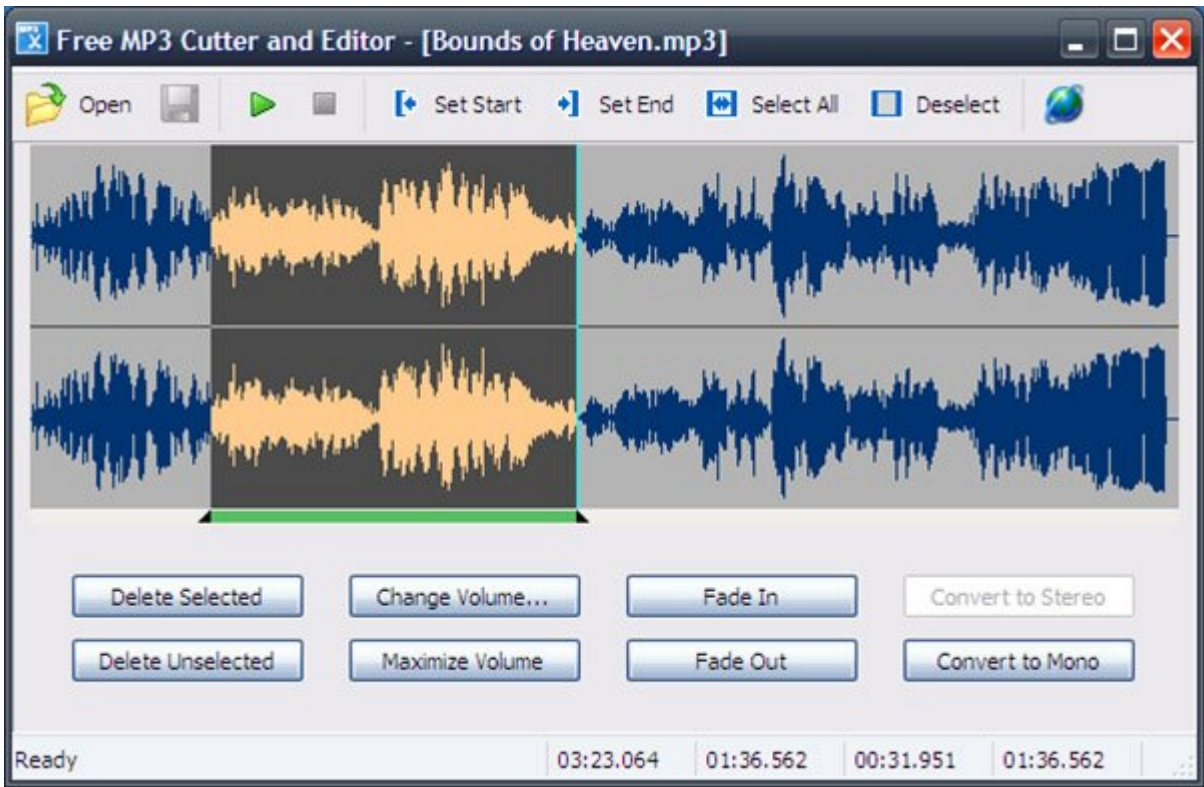 Free MP3 Cutter and Editor - [Bounds of Heaven.mp3]
Open Set Start Set End Select All Deselect
Delete Selected Change Volume... Fade In Convert to Stereo
Delete Unselected Maximize Volume Fade Out Convert to Mono
Ready 03:23.064 01:36.562 00:31.951 01:36.562